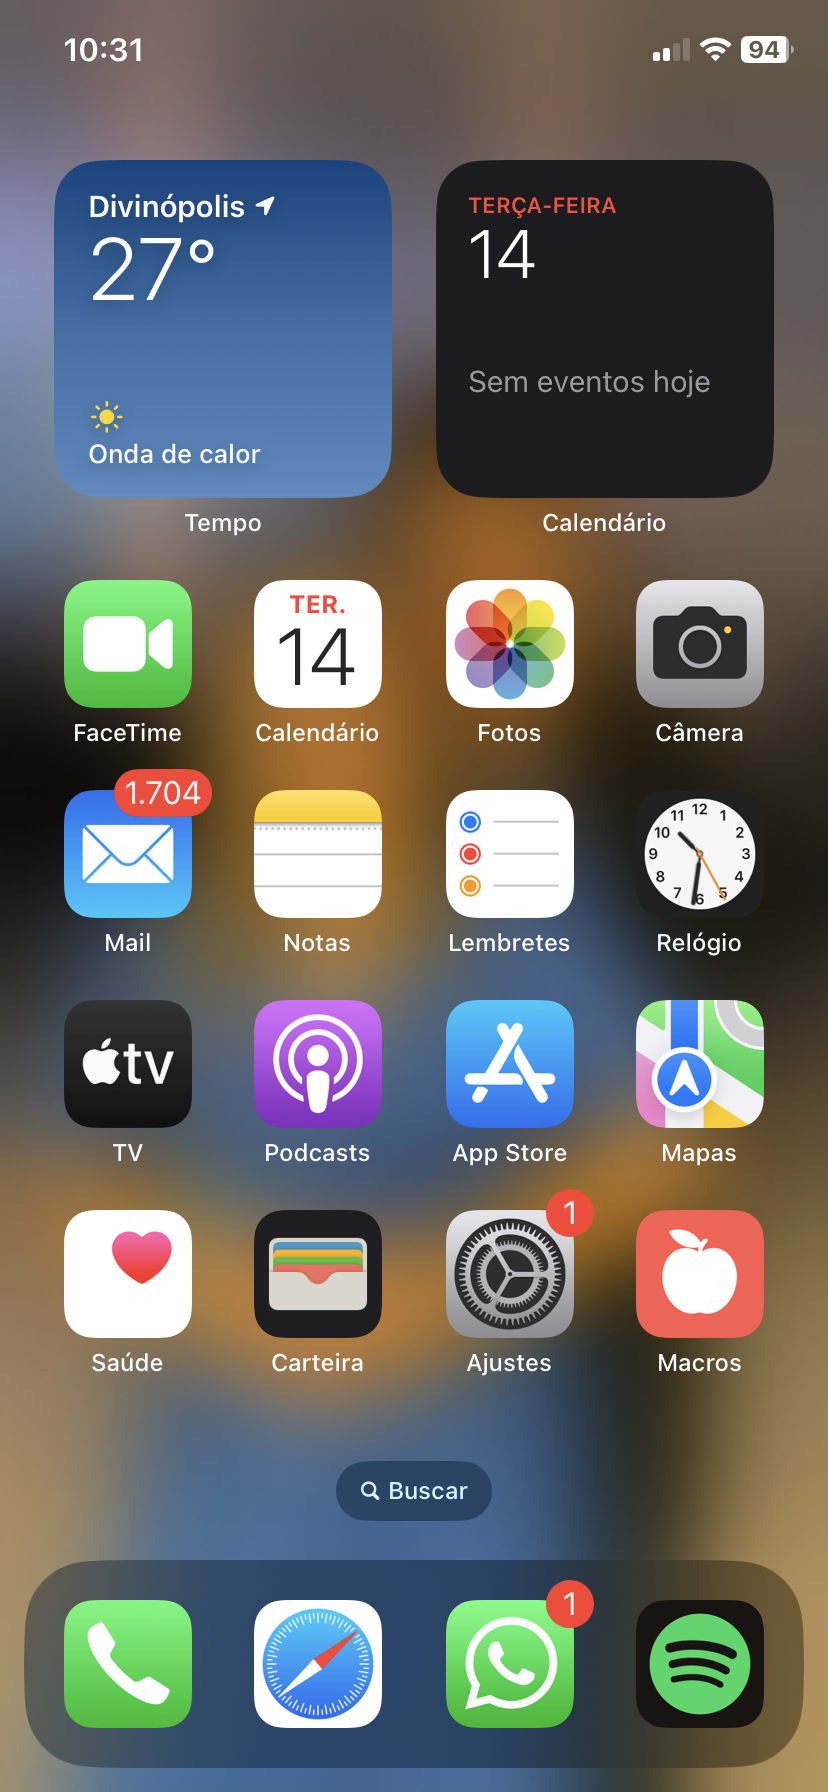 10:31
94
Divinópolis
27°
Onda de calor
Tempo
TERÇA-FEIRA
14
Sem eventos hoje
Calendário
TER.
14
FaceTime
Calendário
Fotos
Câmera
1.704
12
1
2
3
4
5
6
7
8
9
10
11
Mail
Notas
Lembretes
Relógio
tv
TV
Podcasts
App Store
Mapas
1
Saúde
Carteira
Ajustes
Macros
Buscar
1